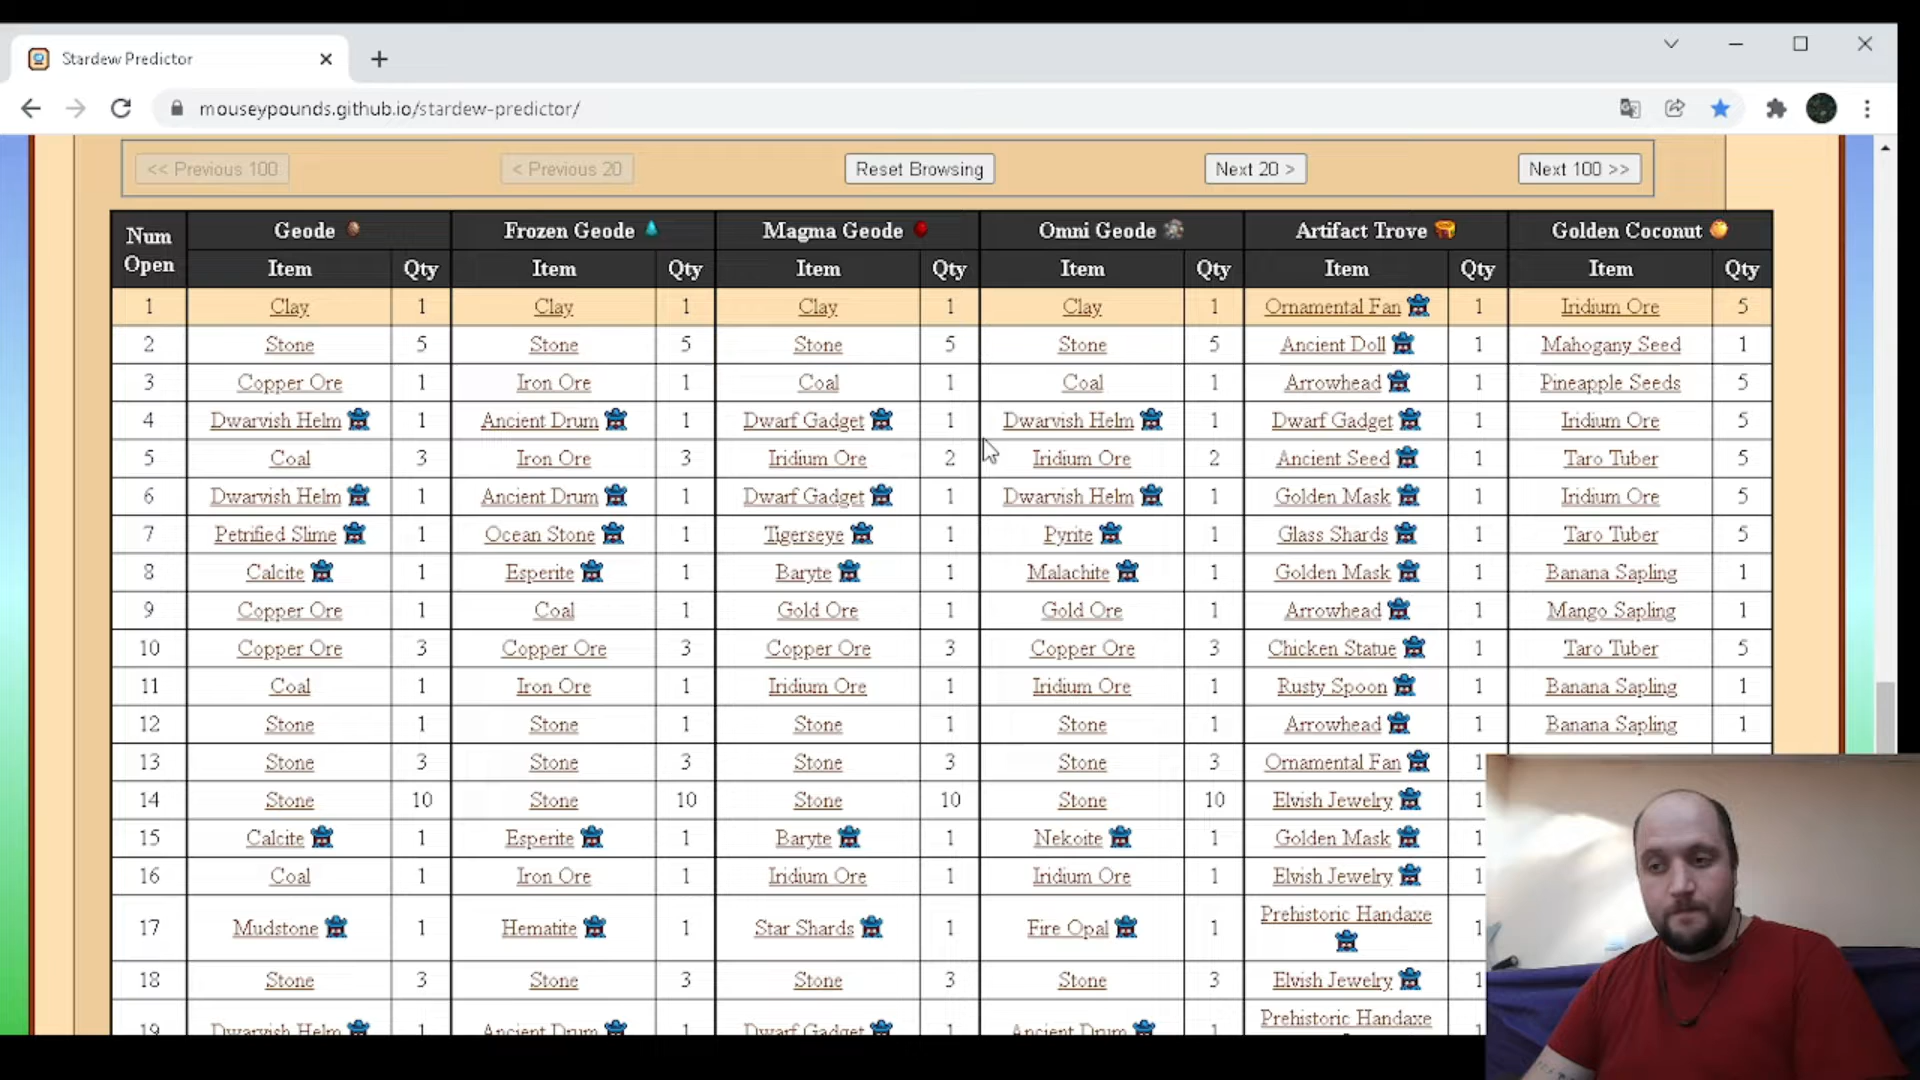 Stardew Predictor
mouseypounds.github.io/stardew-predictor/
<< Previous 100 < Previous 20 Reset Browsing Next 20 > Next 100 >>
Num Open Geode Frozen Geode Magma Geode Omni Geode Artifact Trove Golden Coconut
Item Qty Item Qty Item Qty Item Qty Item Qty Item Qty
1 Clay 1 Clay 1 Clay 1 Clay 1 Ornamental Fan 1 Iridium Ore 5
2 Stone 5 Stone 5 Stone 5 Stone 5 Ancient Doll 1 Mahogany Seed 1
3 Copper Ore 1 Iron Ore 1 Coal 1 Coal 1 Arrowhead 1 Pineapple Seeds 5
4 Dwarvish Helm 1 Ancient Drum 1 Dwarf Gadget 1 Dwarvish Helm 1 Dwarf Gadget 1 Iridium Ore 5
5 Coal 3 Iron Ore 3 Iridium Ore 2 Iridium Ore 2 Ancient Seed 1 Taro Tuber 5
6 Dwarvish Helm 1 Ancient Drum 1 Dwarf Gadget 1 Dwarvish Helm 1 Golden Mask 1 Iridium Ore 5
7 Petrified Slime 1 Ocean Stone 1 Tigerseye 1 Pyrite 1 Glass Shards 1 Taro Tuber 5
8 Calcite 1 Esperite 1 Baryte 1 Malachite 1 Golden Mask 1 Banana Sapling 1
9 Copper Ore 1 Coal 1 Gold Ore 1 Gold Ore 1 Arrowhead 1 Mango Sapling 1
10 Copper Ore 3 Copper Ore 3 Copper Ore 3 Copper Ore 3 Chicken Statue 1 Taro Tuber 5
11 Coal 1 Iron Ore 1 Iridium Ore 1 Iridium Ore 1 Rusty Spoon 1 Banana Sapling 1
12 Stone 1 Stone 1 Stone 1 Stone 1 Arrowhead 1 Banana Sapling 1
13 Stone 3 Stone 3 Stone 3 Stone 3 Ornamental Fan 1
14 Stone 10 Stone 10 Stone 10 Stone 10 Elvish Jewelry 1
15 Calcite 1 Esperite 1 Baryte 1 Nekoite 1 Golden Mask 1
16 Coal 1 Iron Ore 1 Iridium Ore 1 Iridium Ore 1 Elvish Jewelry 1
17 Mudstone 1 Hematite 1 Star Shards 1 Fire Opal 1 Prehistoric Handaxe 1
18 Stone 3 Stone 3 Stone 3 Stone 3 Elvish Jewelry 1
19 Dwarvish Helm 1 Ancient Drum 1 Dwarf Gadget 1 Ancient Drum 1 Prehistoric Handaxe 1